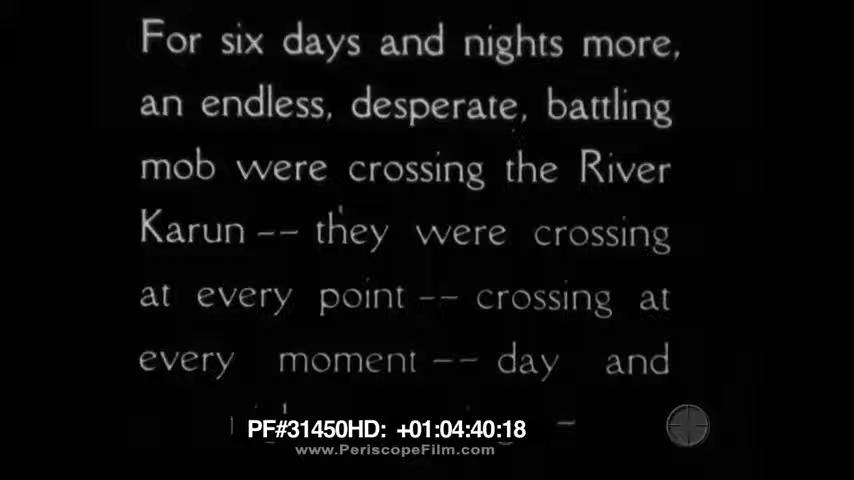 For six days and nights more,
an endless, desperate, battling
mob were crossing the River
Karun -- they were crossing
at every point -- crossing at
every moment -- day and
PF#31450HD: +01:04:40:18
www.PeriscopeFilm.com